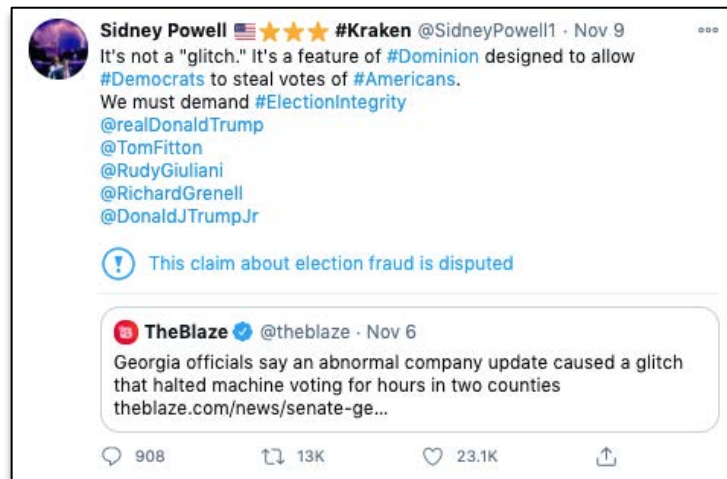 Sidney Powell 🇺🇸⭐⭐⭐ #Kraken @SidneyPowell1 · Nov 9
It's not a "glitch." It's a feature of #Dominion designed to allow
#Democrats to steal votes of #Americans.
We must demand #ElectionIntegrity
@realDonaldTrump
@TomFitton
@RudyGiuliani
@RichardGrenell
@DonaldJTrumpJr
This claim about election fraud is disputed
TheBlaze @theblaze · Nov 6
Georgia officials say an abnormal company update caused a glitch
that halted machine voting for hours in two counties
theblaze.com/news/senate-ge...
908 13K 23.1K